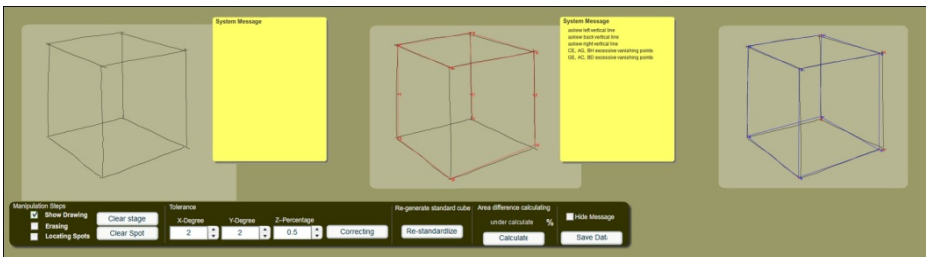 System Message
System Message
askew left vertical line
askew back vertical line
askew right vertical line
CE, AG, BH excessive vanishing points
GE, AC, BD excessive vanishing points
Manipulation Steps
Show Drawing
Erasing
Locating Spots
Clear stage
Clear Spot
Tolerance
X-Degree
Y-Degree
Z-Percentage
2
2
0.5
Correcting
Re-generate standard cube
Re-standardize
Area difference calculating
under calculate %
Calculate
Hide Message
Save Dat